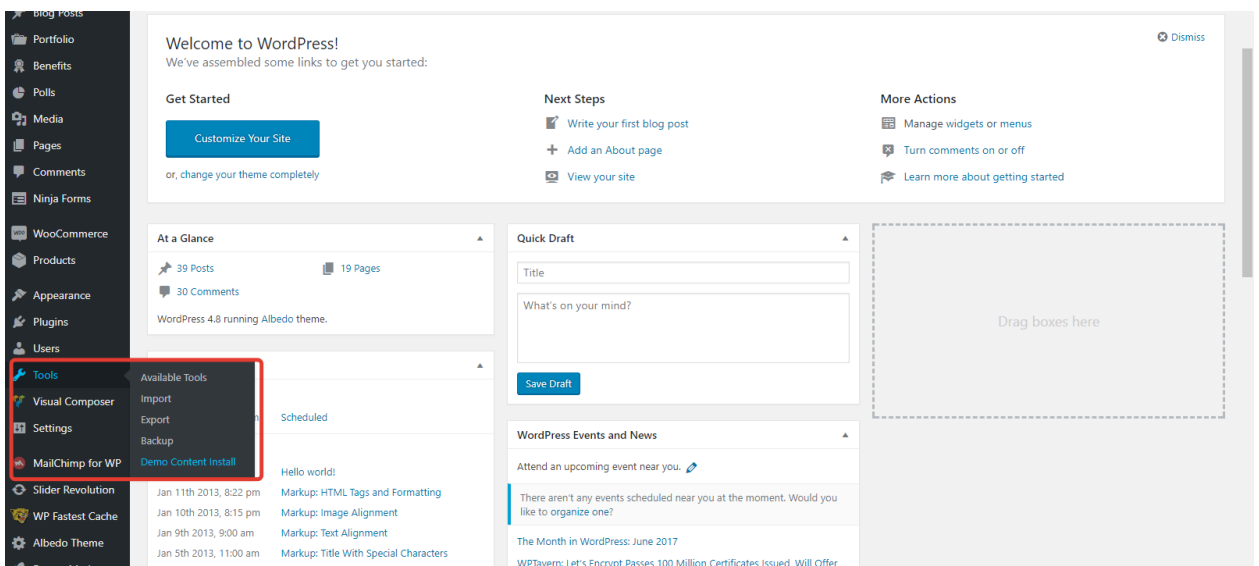 Blog Posts
Portfolio
Benefits
Polls
Media
Pages
Comments
Ninja Forms
WooCommerce
Products
Appearance
Plugins
Users
Tools
Visual Composer
Settings
MailChimp for WP
Slider Revolution
WP Fastest Cache
Albedo Theme
Available Tools
Import
Export
Backup
Demo Content Install
Welcome to WordPress!
Dismiss
We've assembled some links to get you started:
Get Started
Customize Your Site
or, change your theme completely
Next Steps
Write your first blog post
Add an About page
View your site
More Actions
Manage widgets or menus
Turn comments on or off
Learn more about getting started
At a Glance
39 Posts
19 Pages
30 Comments
WordPress 4.8 running Albedo theme.
Scheduled
Hello world!
Jan 11th 2013, 8:22 pm Markup: HTML Tags and Formatting
Jan 10th 2013, 8:15 pm Markup: Image Alignment
Jan 9th 2013, 9:00 am Markup: Text Alignment
Jan 5th 2013, 11:00 am Markup: Title With Special Characters
Quick Draft
Title
What's on your mind?
Save Draft
WordPress Events and News
Attend an upcoming event near you.
There aren't any events scheduled near you at the moment. Would you
like to organize one?
The Month in WordPress: June 2017
WPTavern: Let's Encrypt Passes 100 Million Certificates Issued, Will Offer
Drag boxes here